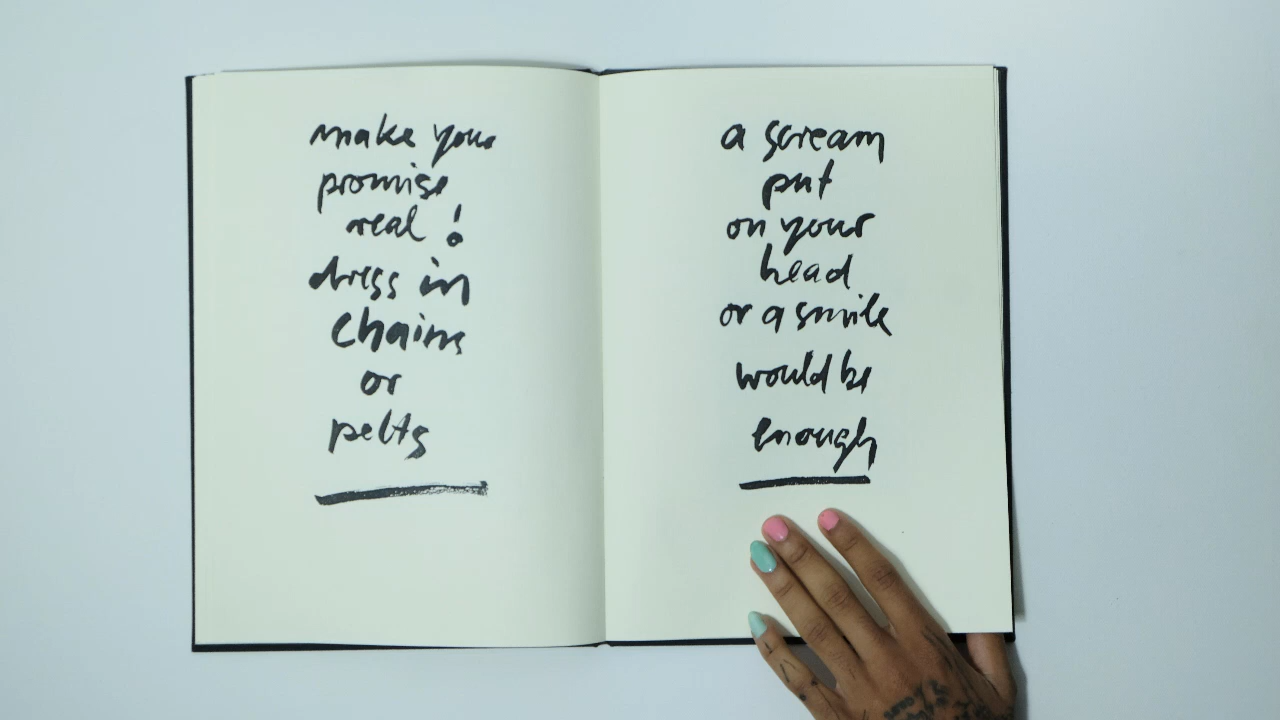 make your
promise
real!
dress in
chains
or
pelts
a scream
put
on your
head
or a smile
would be
enough